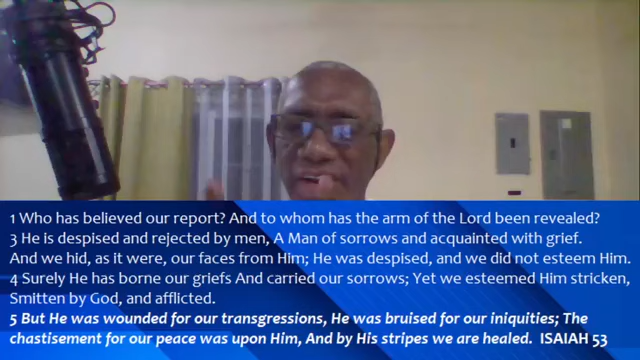 1 Who has believed our report? And to whom has the arm of the Lord been revealed?
3 He is despised and rejected by men, A Man of sorrows and acquainted with grief.
And we hid, as it were, our faces from Him; He was despised, and we did not esteem Him.
4 Surely He has borne our griefs And carried our sorrows; Yet we esteemed Him stricken,
Smitten by God, and afflicted.
5 But He was wounded for our transgressions, He was bruised for our iniquities; The
chastisement for our peace was upon Him, And by His stripes we are healed. ISAIAH 53